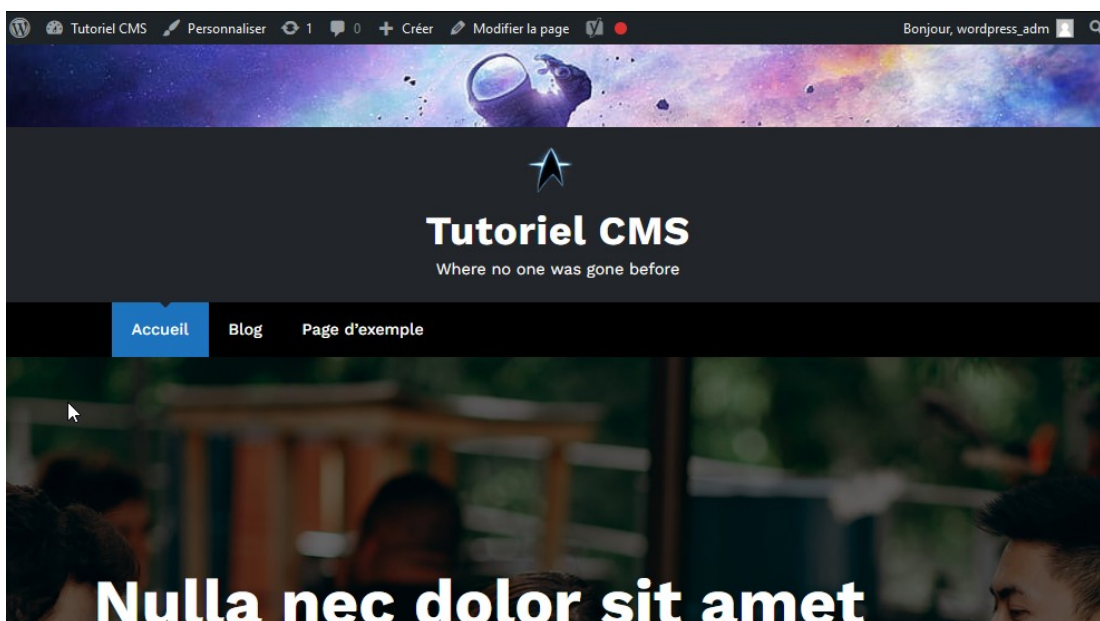 Tutoriel CMS Personnaliser 1 0 Créer Modifier la page Bonjour, wordpress_adm
Tutoriel CMS
Where no one was gone before
Accueil Blog Page d'exemple
Nulla nec dolor sit amet